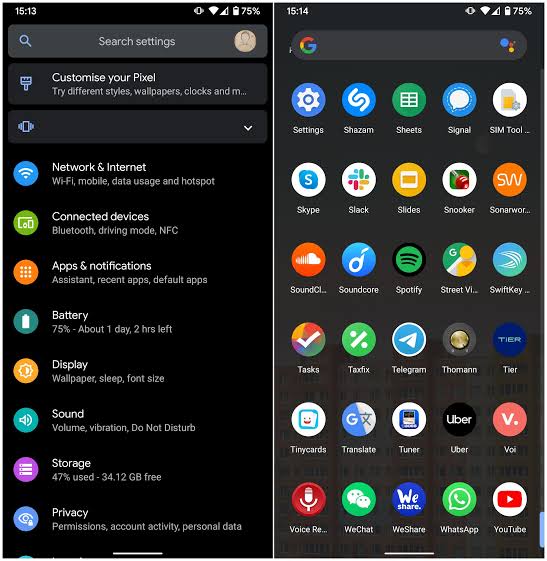 15:13
75%
Search settings
Customise your Pixel
Try different styles, wallpapers, clocks and m...
Network & Internet
Wi-Fi, mobile, data usage and hotspot
Connected devices
Bluetooth, driving mode, NFC
Apps & notifications
Assistant, recent apps, default apps
Battery
75% - About 1 day, 2 hrs left
Display
Wallpaper, sleep, font size
Sound
Volume, vibration, Do Not Disturb
Storage
47% used - 34.12 GB free
Privacy
Permissions, account activity, personal data
15:14
75%
G
Settings Shazam Sheets Signal SIM Tool ...
S SW
Skype Slack Slides Snooker Sonarwor...
SoundCl... Soundcore Spotify Street Vi... SwiftKey ...
TIER
Tasks Taxfix Telegram Thomann Tier
G Uber V.
Tinycards Translate Tuner Uber Voi
We share.
Voice Re... WeChat WeShare WhatsApp YouTube